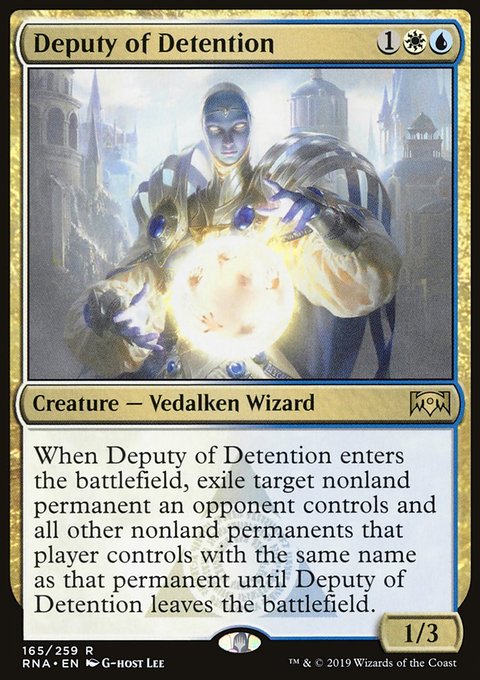 Deputy of Detention 1
Creature — Vedalken Wizard
When Deputy of Detention enters
the battlefield, exile target nonland
permanent an opponent controls and
all other nonland permanents that
player controls with the same name
as that permanent until Deputy of
Detention leaves the battlefield.
1/3
165/259 R
RNA • EN G-host Lee
™ & © 2019 Wizards of the Coast